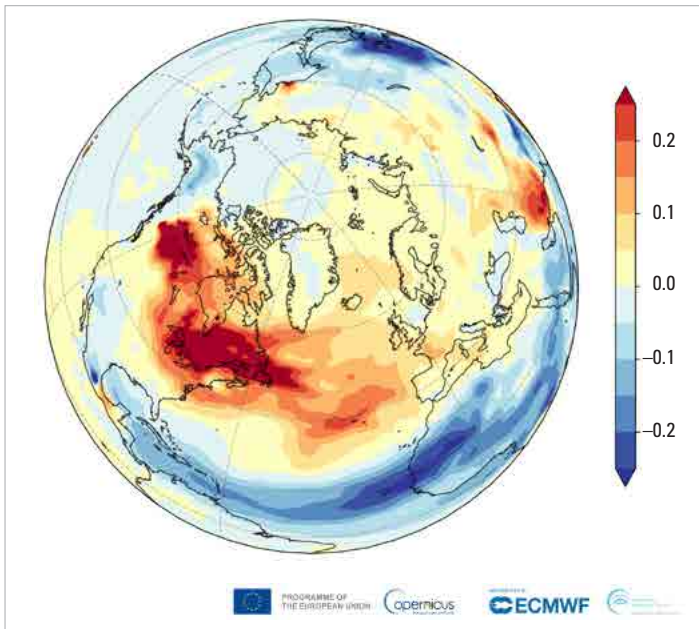 0.2
0.1
0.0
−0.1
−0.2
PROGRAMME OF
THE EUROPEAN UNION
opernicus
ECMWF